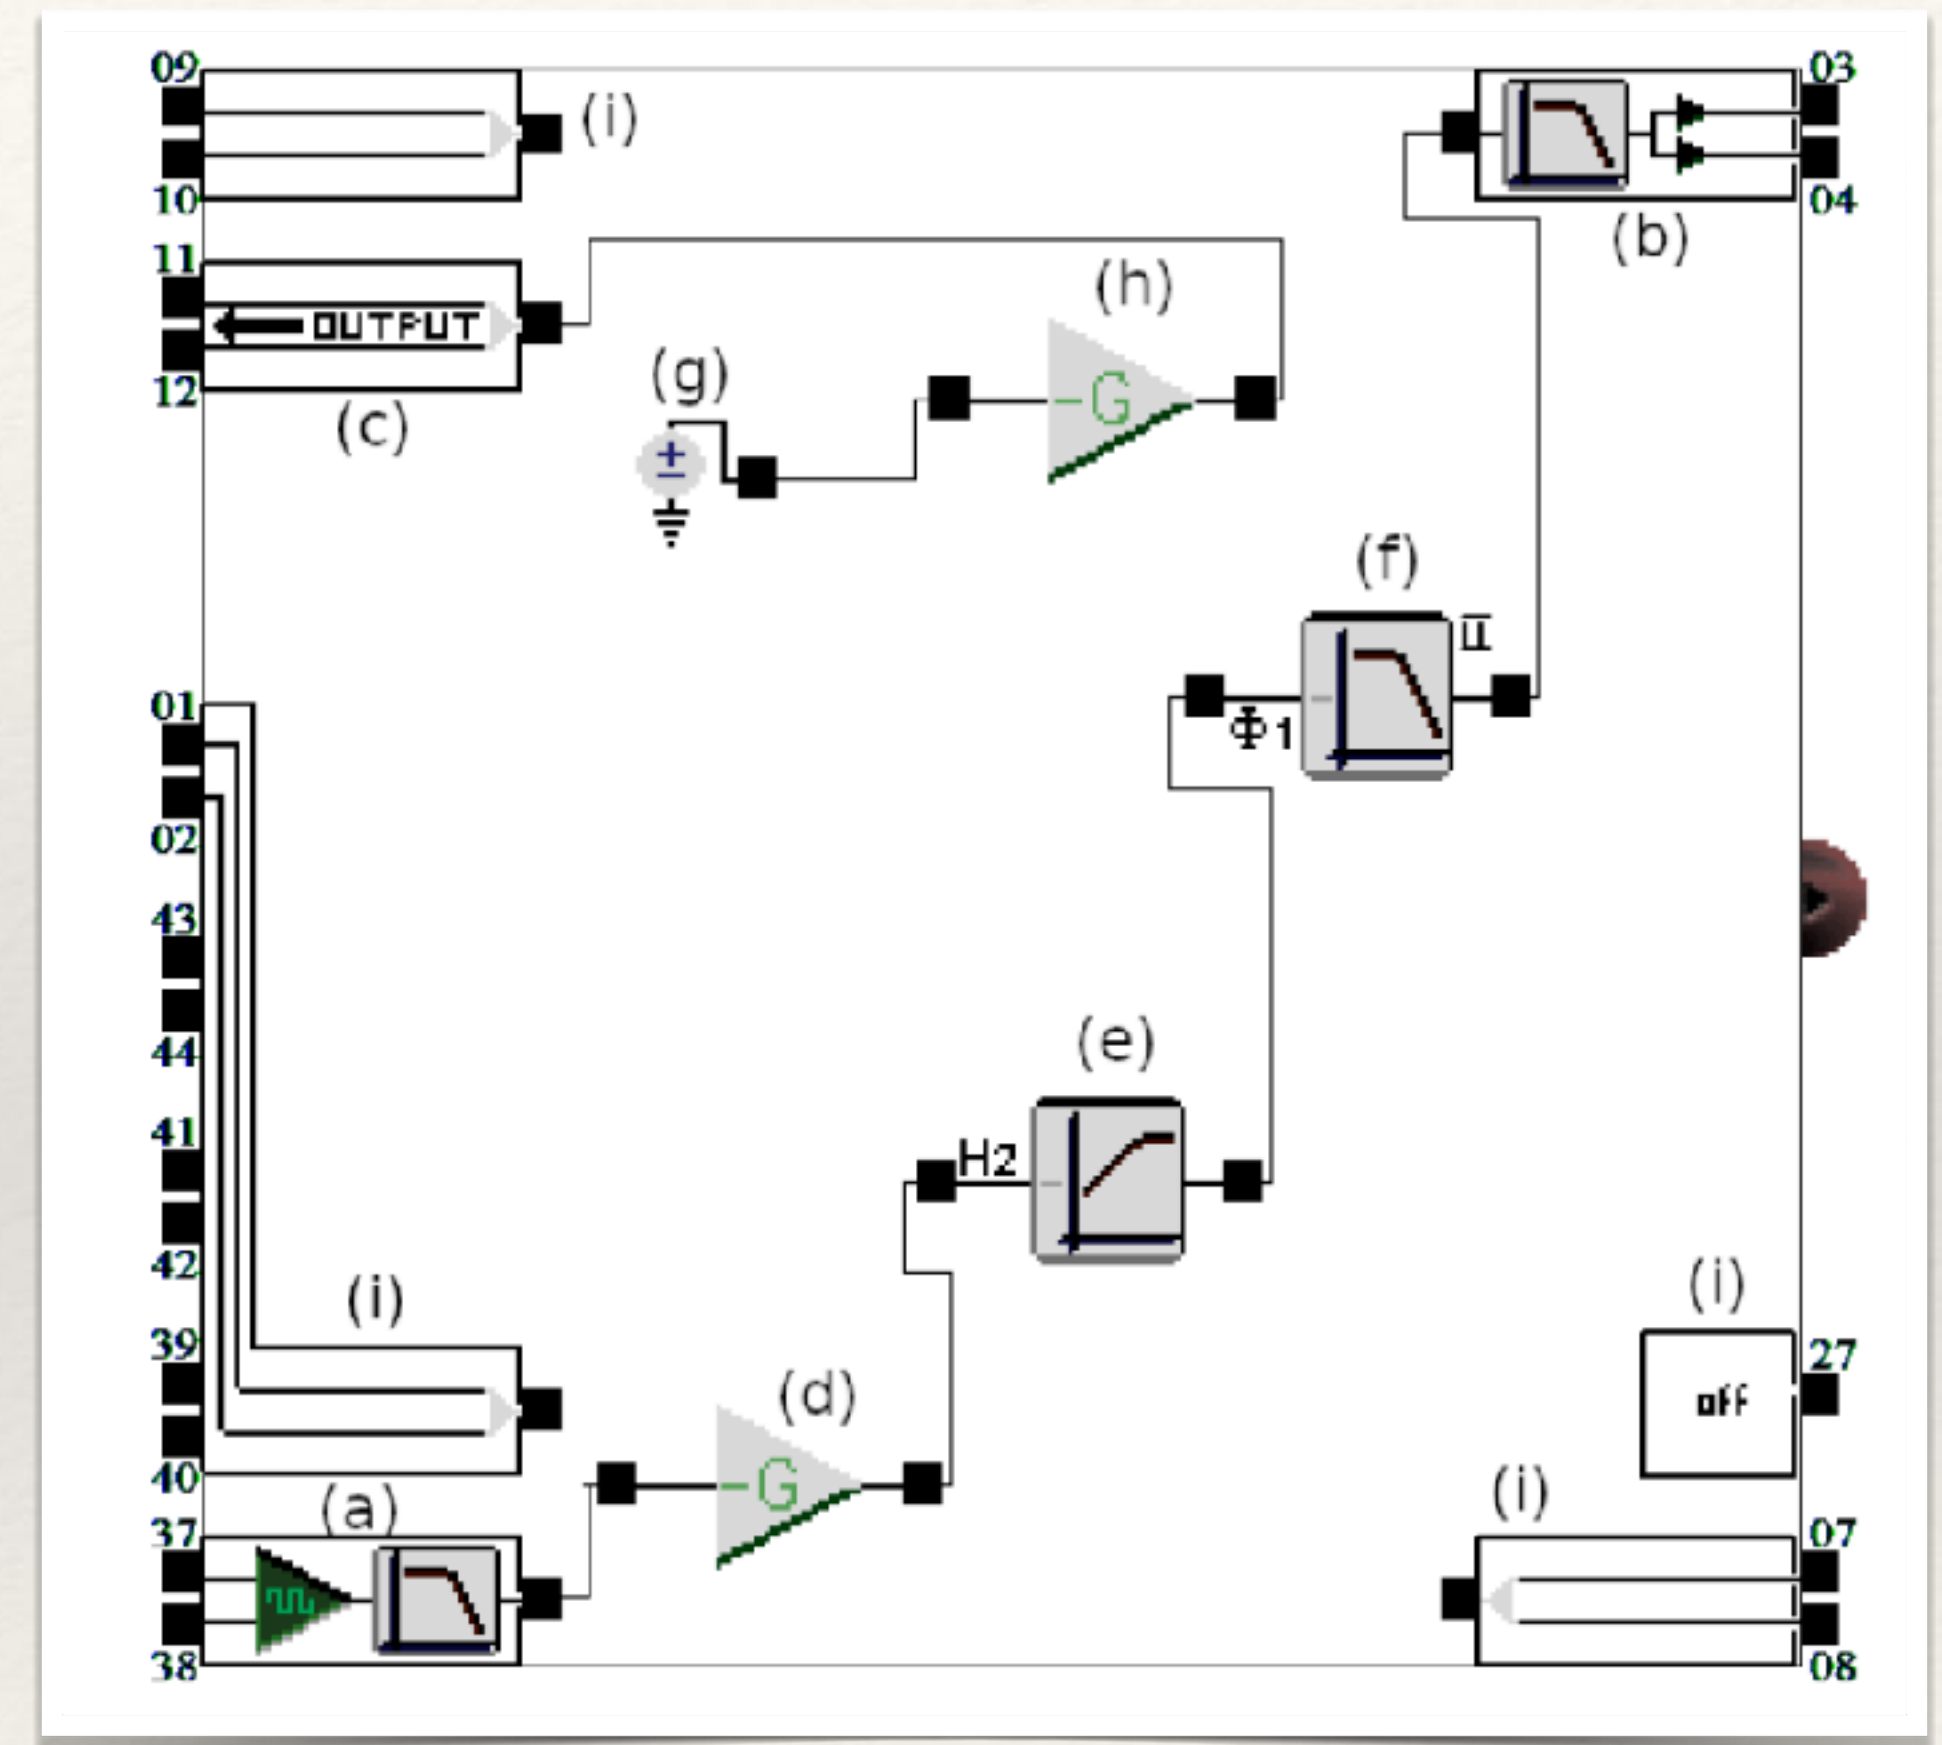 09
03
(i)
10
04
11
(b)
(h)
OUTPUT
(g)
12
-G
(c)
±
(f)
01
Φ1
02
43
(e)
44
41
H2
42
(i)
(i)
39
27
(d)
off
40
-G
(i)
(a)
37
07
38
08